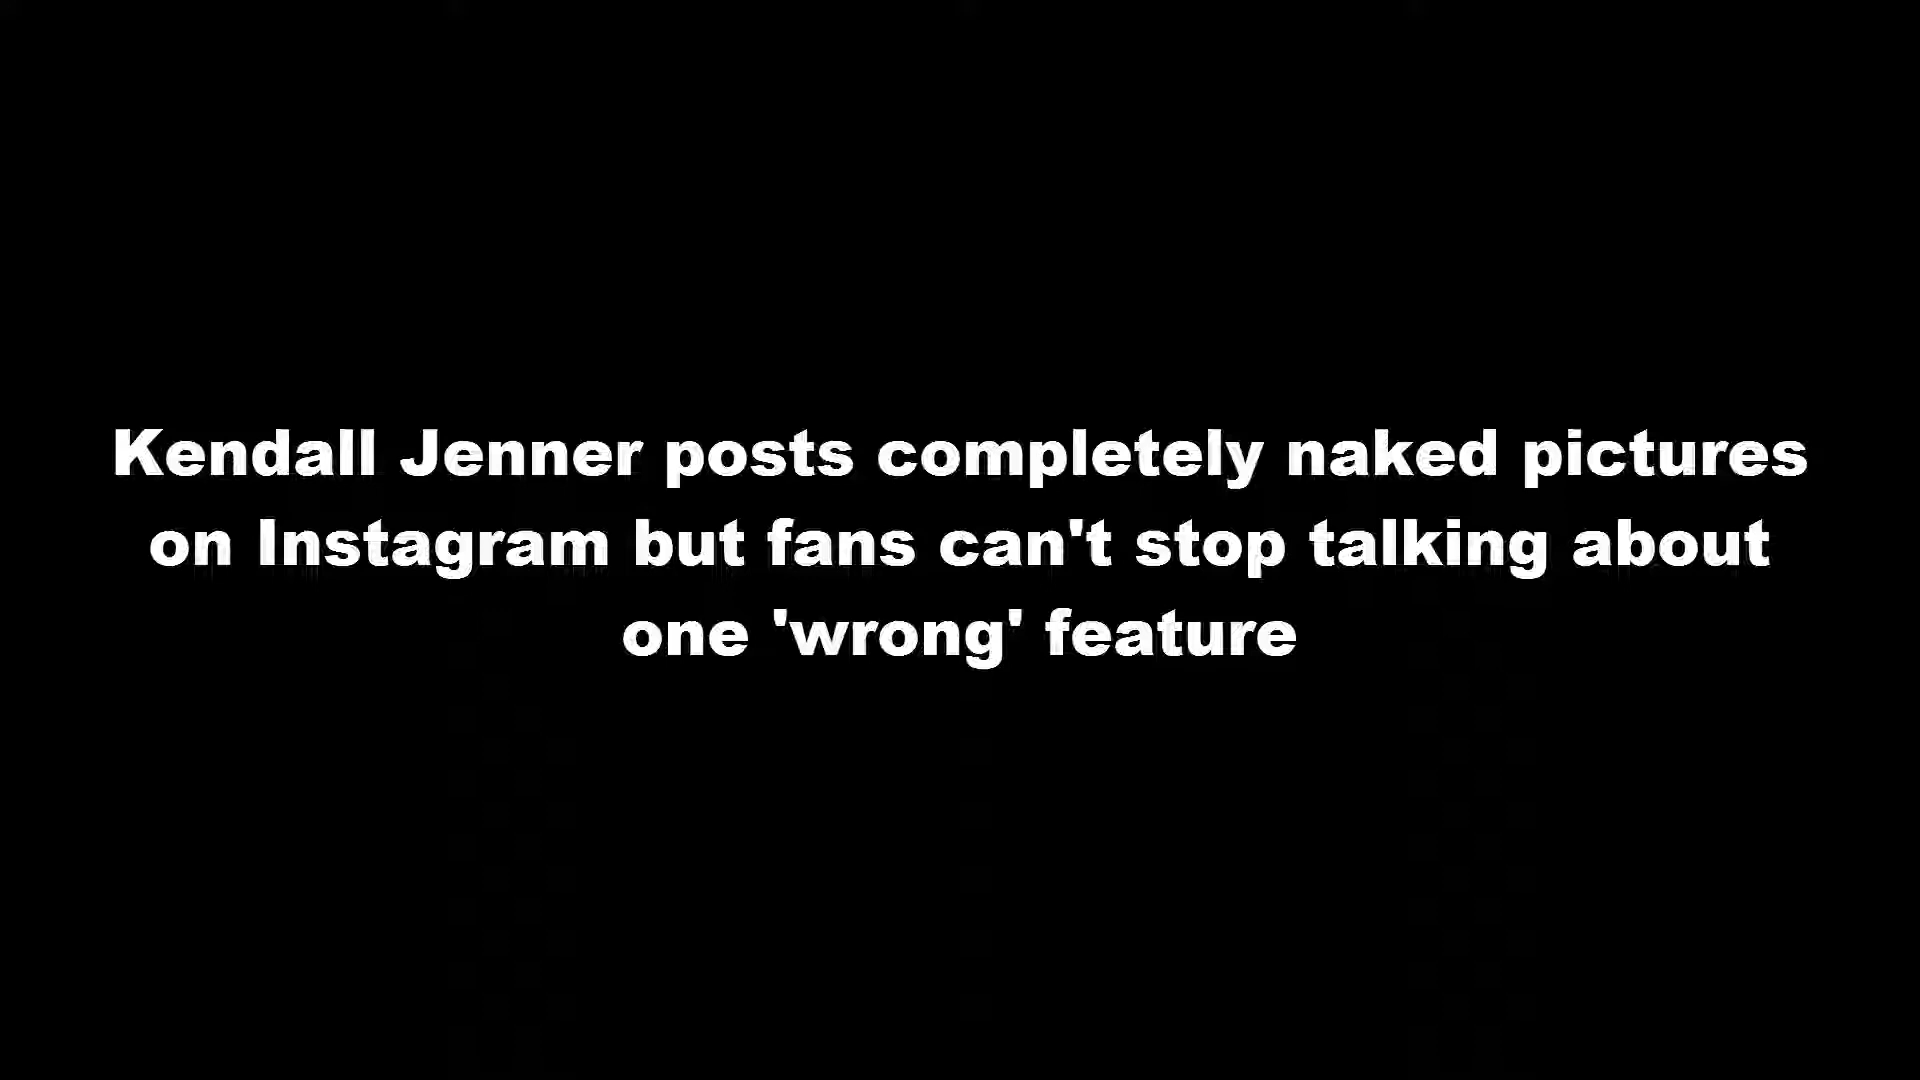 Kendall Jenner posts completely naked pictures
on Instagram but fans can't stop talking about
one 'wrong' feature